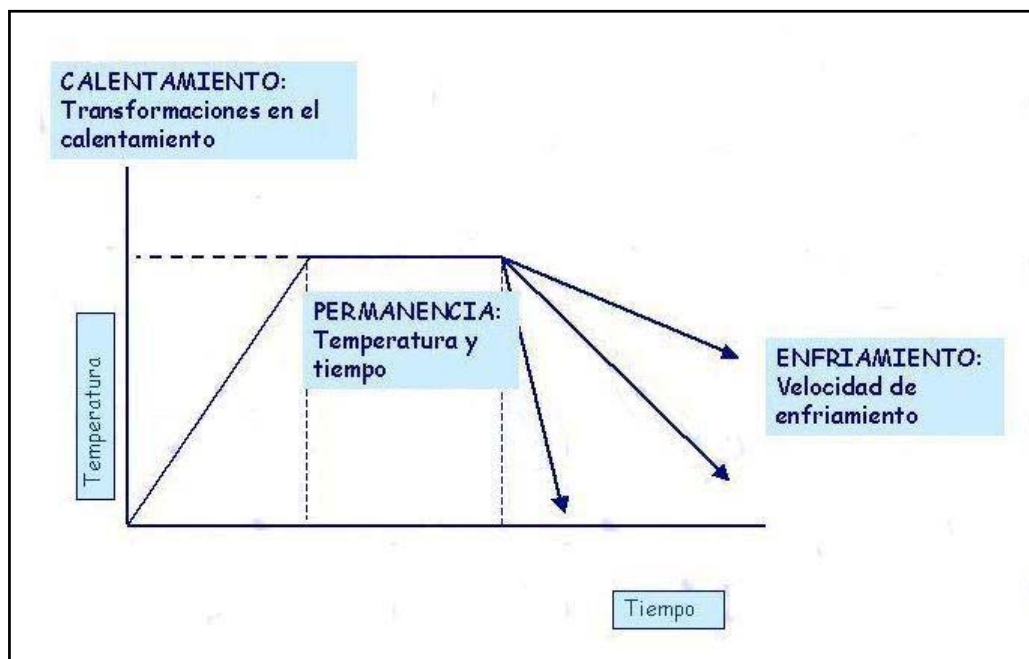 CALENTAMIENTO:
Transformaciones en el
calentamiento
PERMANENCIA:
Temperatura y
tiempo
ENFRIAMIENTO:
Velocidad de
enfriamiento
Temperatura
Tiempo